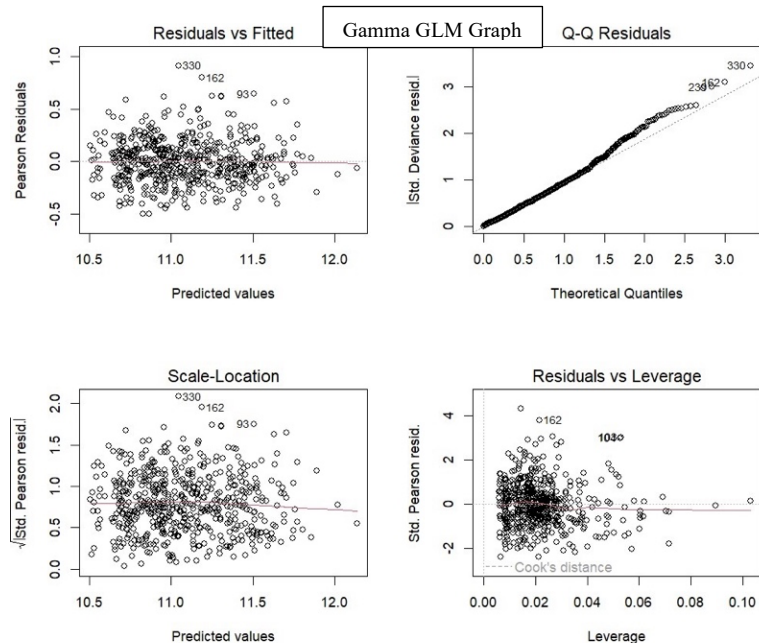 Gamma GLM Graph
Residuals vs Fitted
Pearson Residuals
1.0
0.5
0.0
-0.5
330
162
93
10.5 11.0 11.5 12.0
Predicted values
Q-Q Residuals
|Std. Deviance resid.|
3
2
1
0
330
162
0.0 0.5 1.0 1.5 2.0 2.5 3.0
Theoretical Quantiles
Scale-Location
√|Std. Pearson resid.|
2.0
1.5
1.0
0.5
0.0
330
162
93
10.5 11.0 11.5 12.0
Predicted values
Residuals vs Leverage
Std. Pearson resid.
4
2
0
-2
162
Cook's distance
0.00 0.02 0.04 0.06 0.08 0.10
Leverage